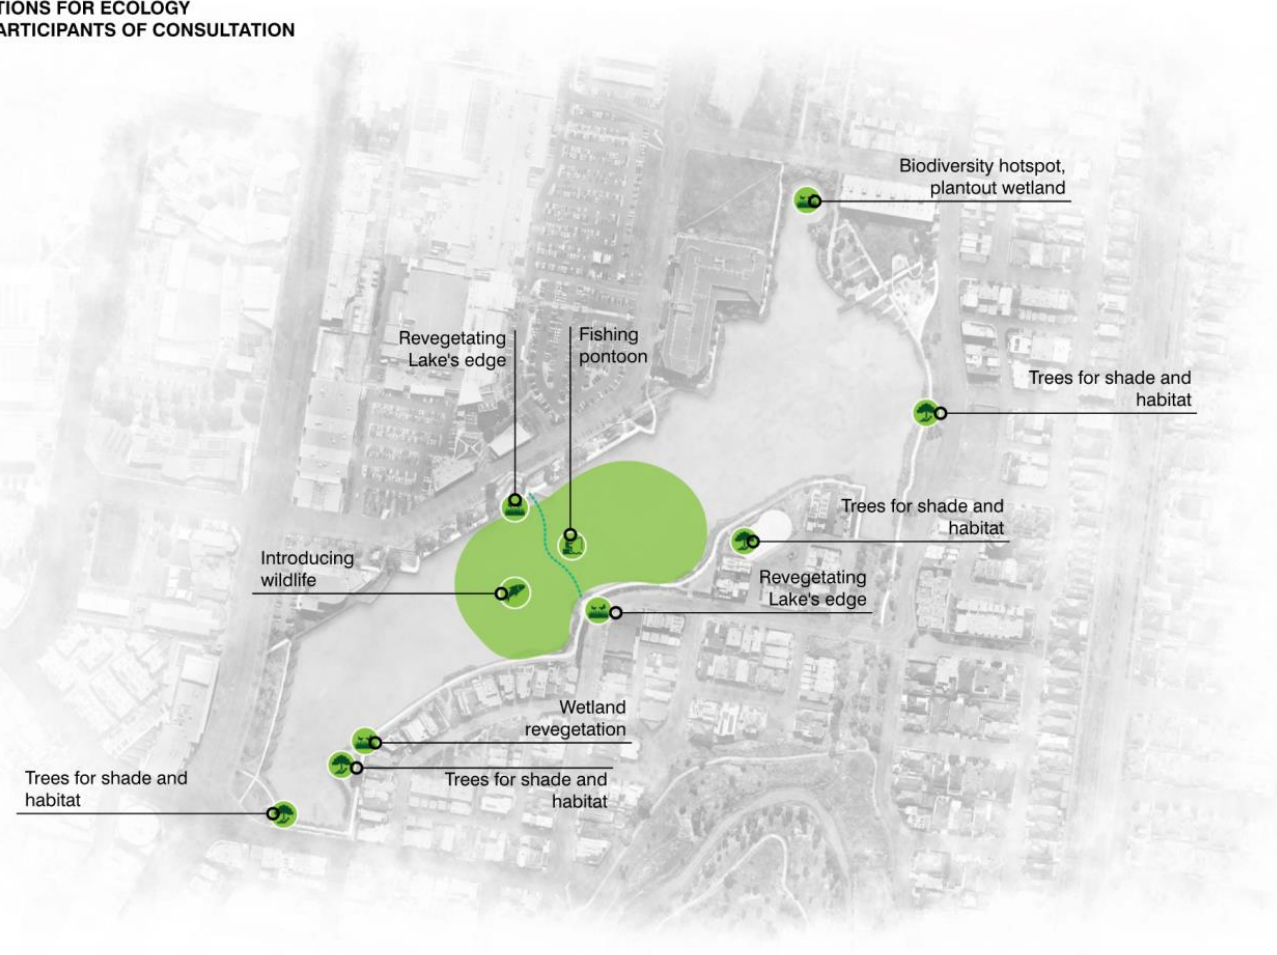 TIONS FOR ECOLOGY
ARTICIPANTS OF CONSULTATION
Biodiversity hotspot,
plantout wetland
Revegetating
Lake's edge
Fishing
pontoon
Trees for shade and
habitat
Trees for shade and
habitat
Introducing
wildlife
Revegetating
Lake's edge
Wetland
revegetation
Trees for shade and
habitat
Trees for shade and
habitat